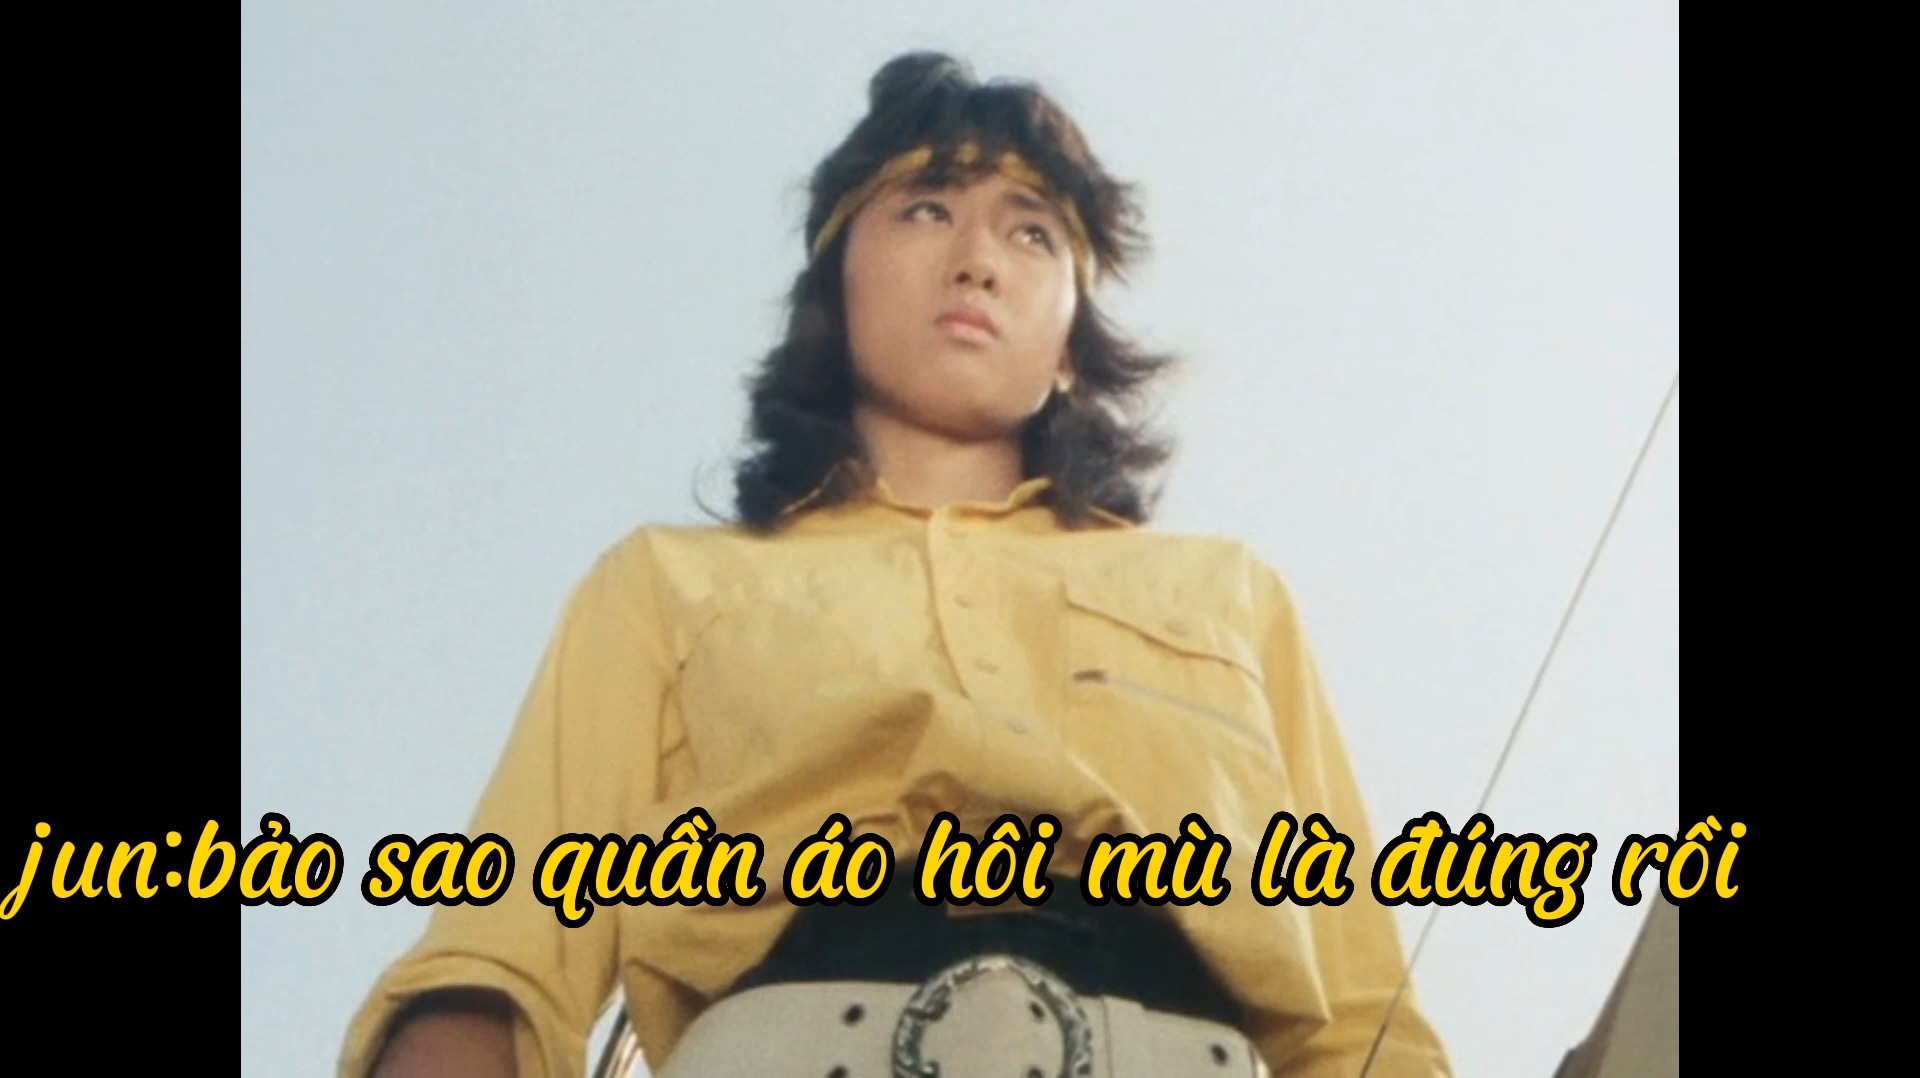 jun:bảo sao quần áo hôi mù là đúng rồi